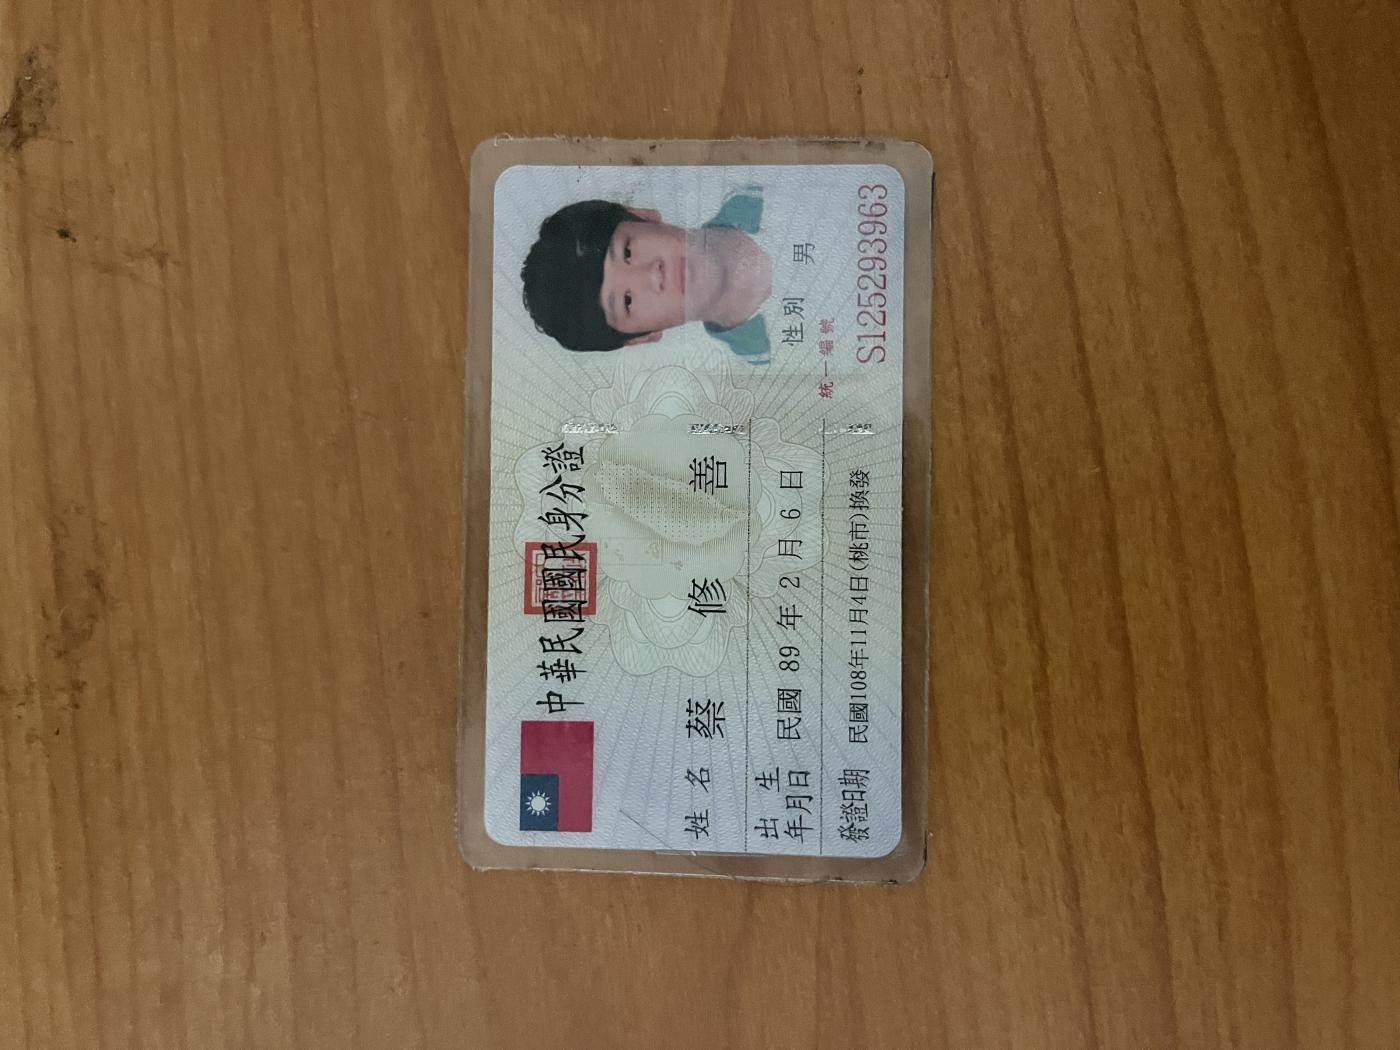 中華民國國民身分證
姓名 蔡修善
出生年月日 民國 89 年 2 月 6 日
性別 男
發證日期 民國108年11月4日(桃市)換發
統一編號
S125293963